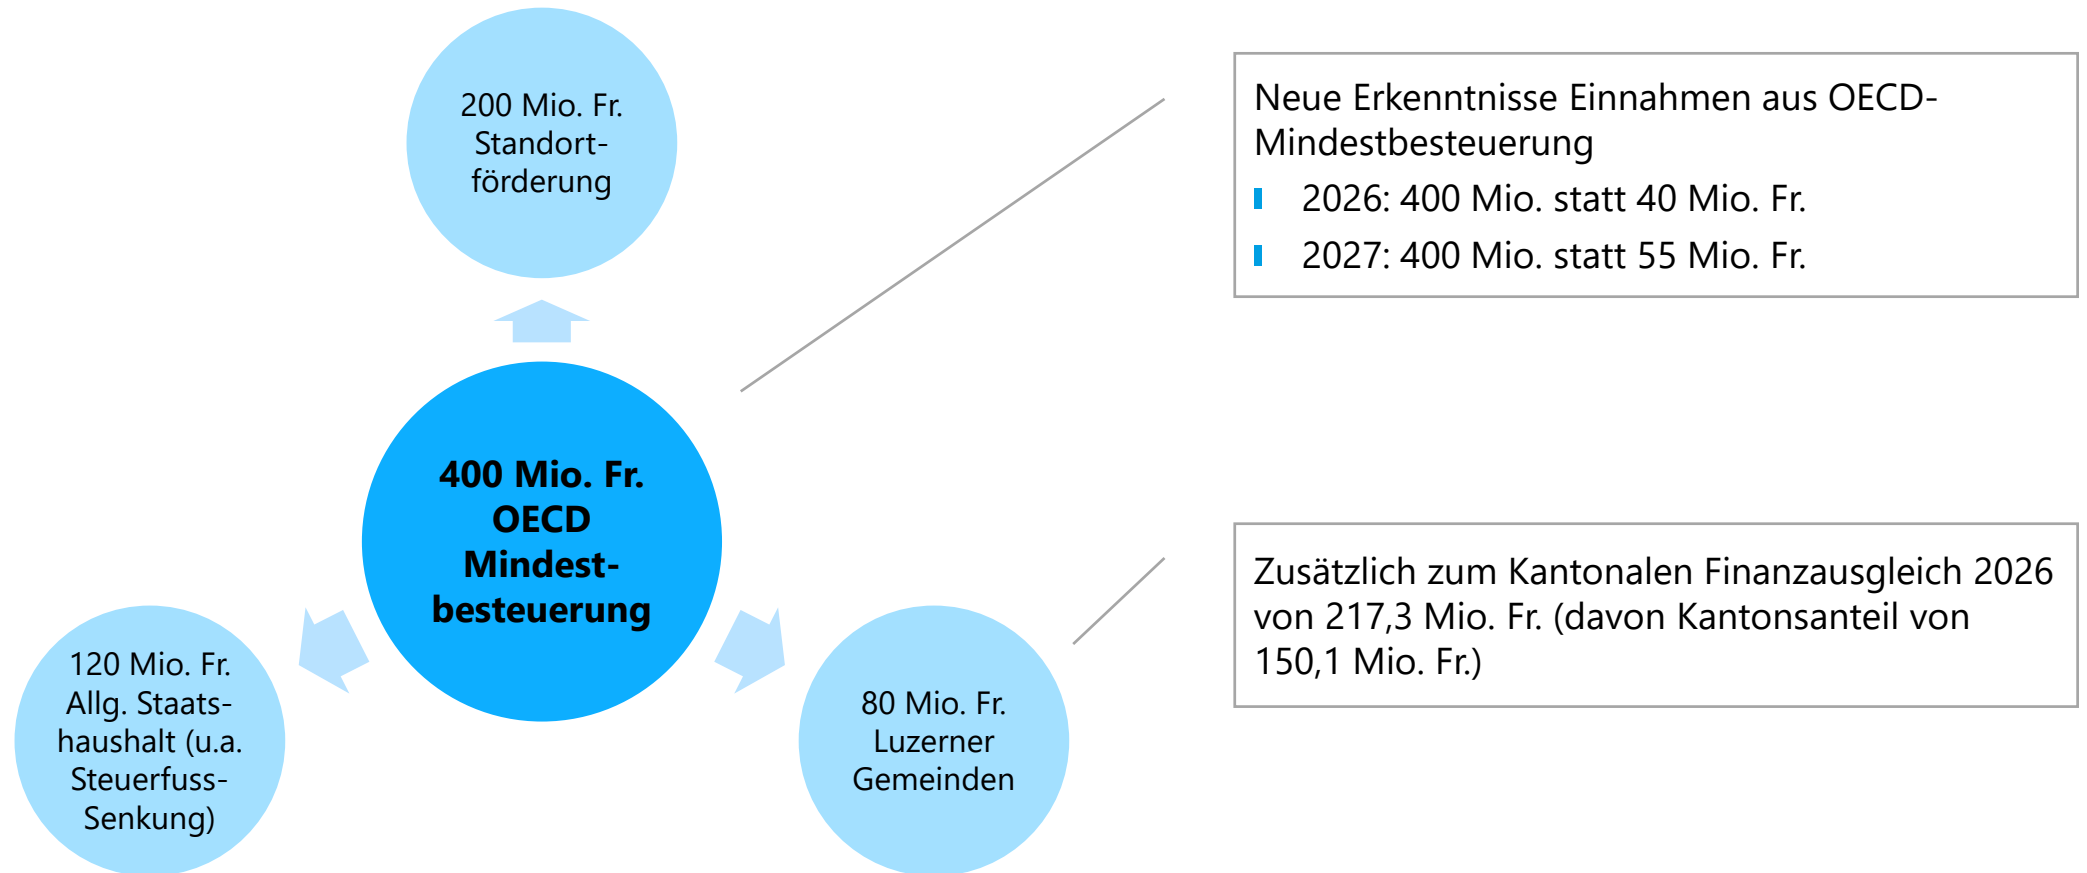 200 Mio. Fr.
Standort-
förderung
400 Mio. Fr.
OECD
Mindest-
besteuerung
120 Mio. Fr.
Allg. Staats-
haushalt (u.a.
Steuerfuss-
Senkung)
80 Mio. Fr.
Luzerner
Gemeinden
Neue Erkenntnisse Einnahmen aus OECD-
Mindestbesteuerung
2026: 400 Mio. statt 40 Mio. Fr.
2027: 400 Mio. statt 55 Mio. Fr.
Zusätzlich zum Kantonalen Finanzausgleich 2026
von 217,3 Mio. Fr. (davon Kantonsanteil von
150,1 Mio. Fr.)